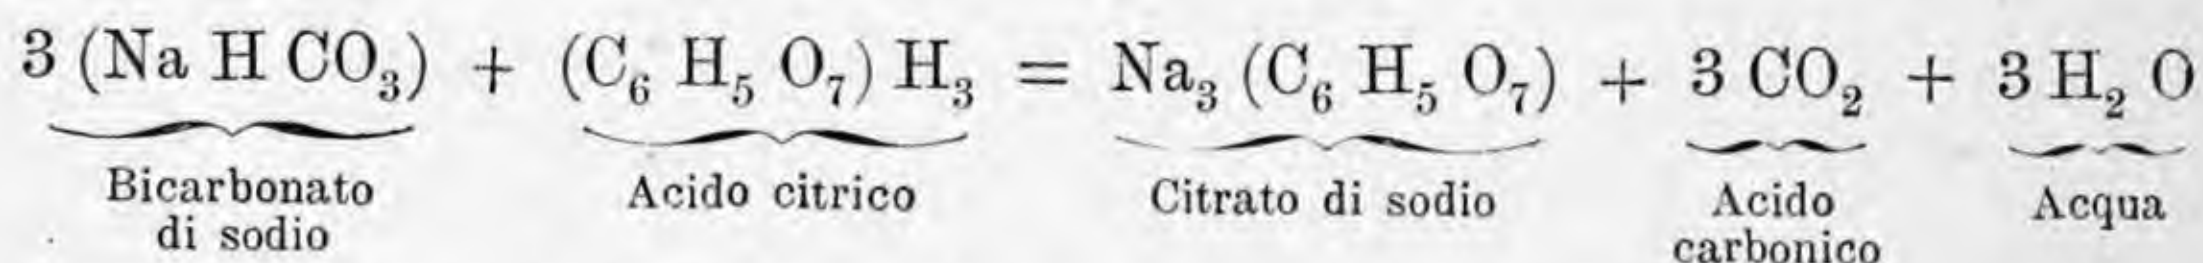 3 (Na H CO₃) + (C₆ H₅ O₇) H₃ = Na₃ (C₆ H₅ O₇) + 3 CO₂ + 3 H₂ O
Bicarbonato Acido citrico Citrato di sodio Acido Acqua
di sodio carbonico